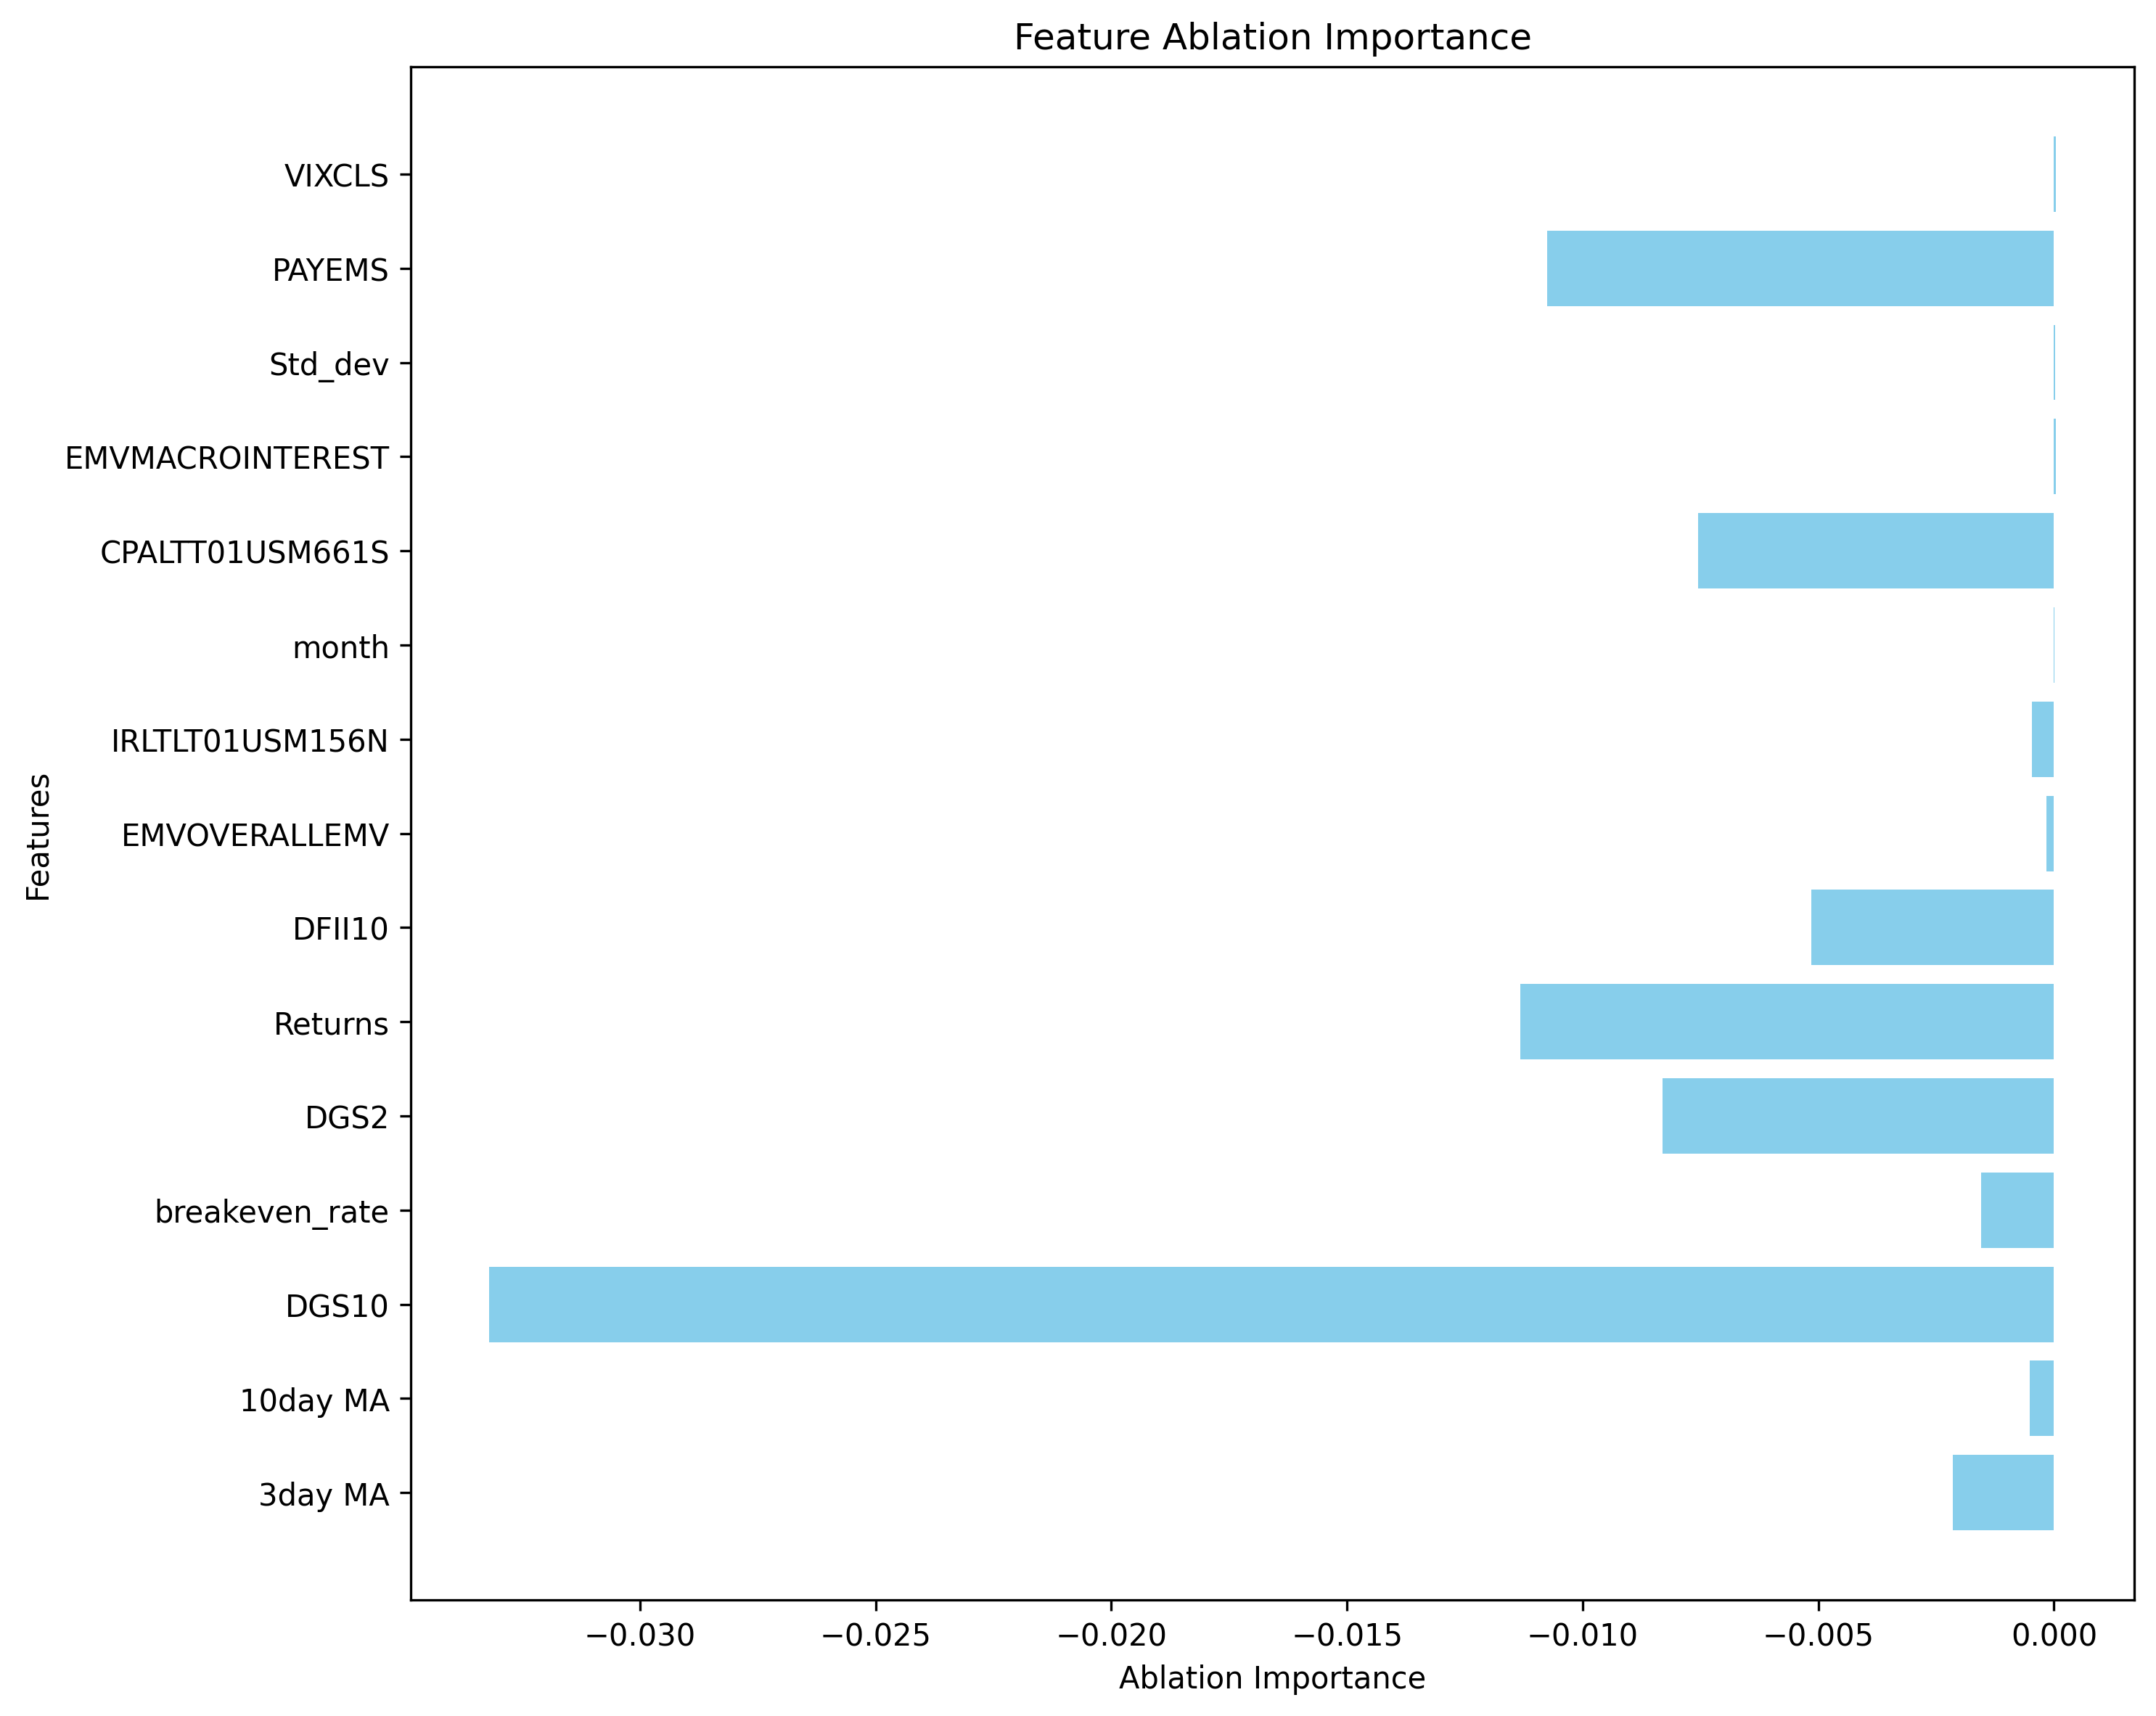 Feature Ablation Importance
VIXCLS
PAYEMS
Std_dev
EMVMACROINTEREST
CPALTT01USM661S
month
IRLTLT01USM156N
EMVOVERALLEMV
DFII10
Returns
DGS2
breakeven_rate
DGS10
10day MA
3day MA
Features
−0.030 −0.025 −0.020 −0.015 −0.010 −0.005 0.000
Ablation Importance